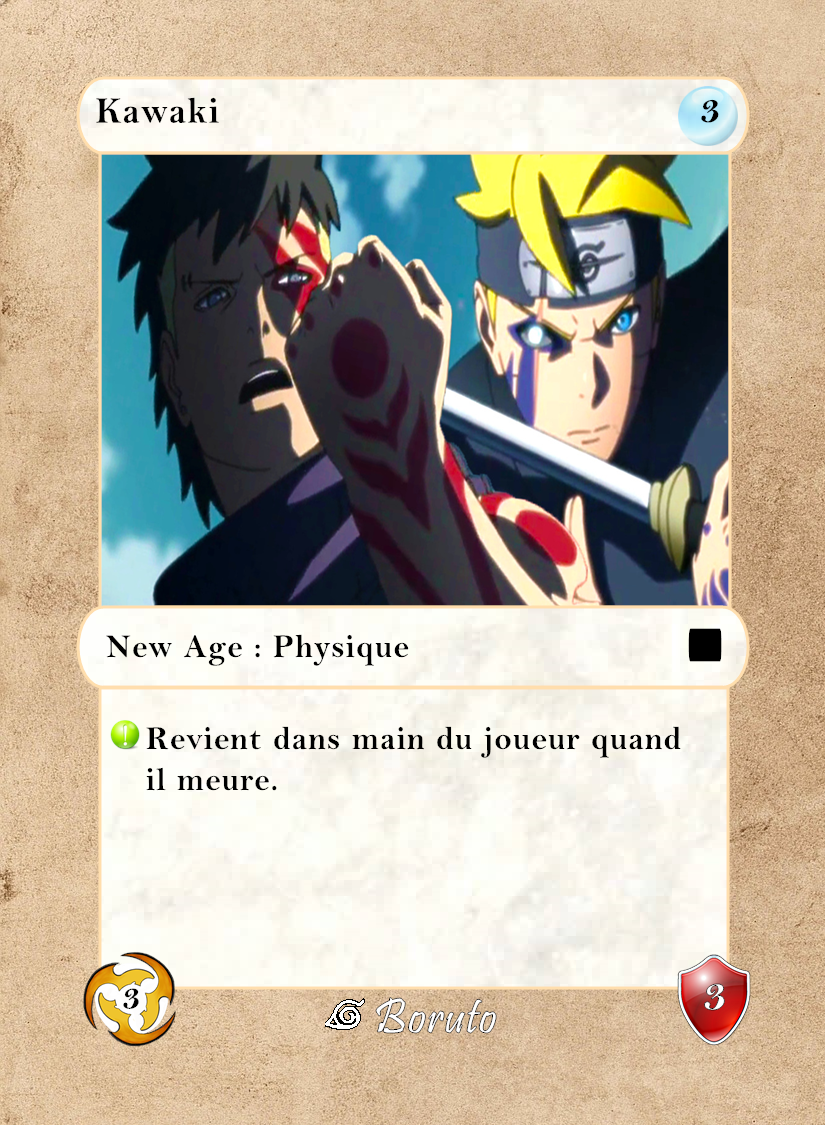 Kawaki
3
New Age : Physique
Revient dans main du joueur quand
il meure.
3
Boruto
3